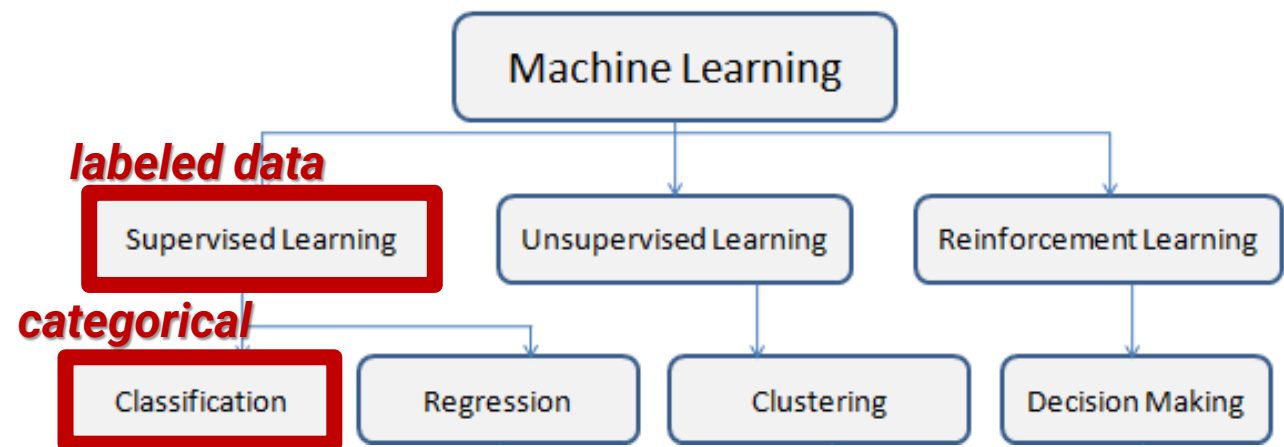 Machine Learning
labeled data
Supervised Learning
Unsupervised Learning
Reinforcement Learning
categorical
Classification
Regression
Clustering
Decision Making